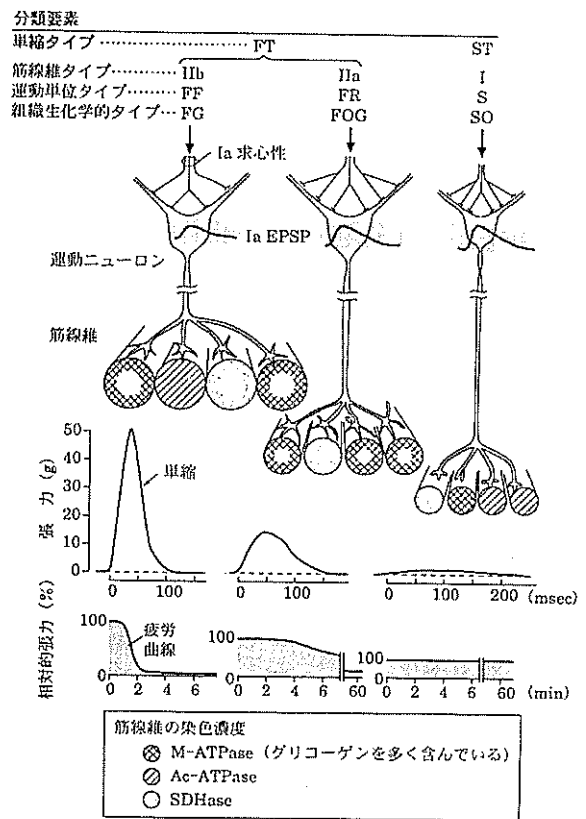 分類要素
単縮タイプ……………… FT ST
筋線維タイプ………… IIb IIa I
運動単位タイプ……… FF FR S
組織生化学的タイプ… FG FOG SO
Ia 求心性
Ia EPSP
運動ニューロン
筋線維
張力(g)
50
40
30
20
10
0
単縮
0 100
0 100
0 100 200 (msec)
相対的張力(%)
100
0
疲労
曲線
100
100
0 2 4 6
0 2 4 6 60
0 2 4 6 60 (min)
筋線維の染色濃度
M-ATPase(グリコーゲンを多く含んでいる)
Ac-ATPase
SDHase